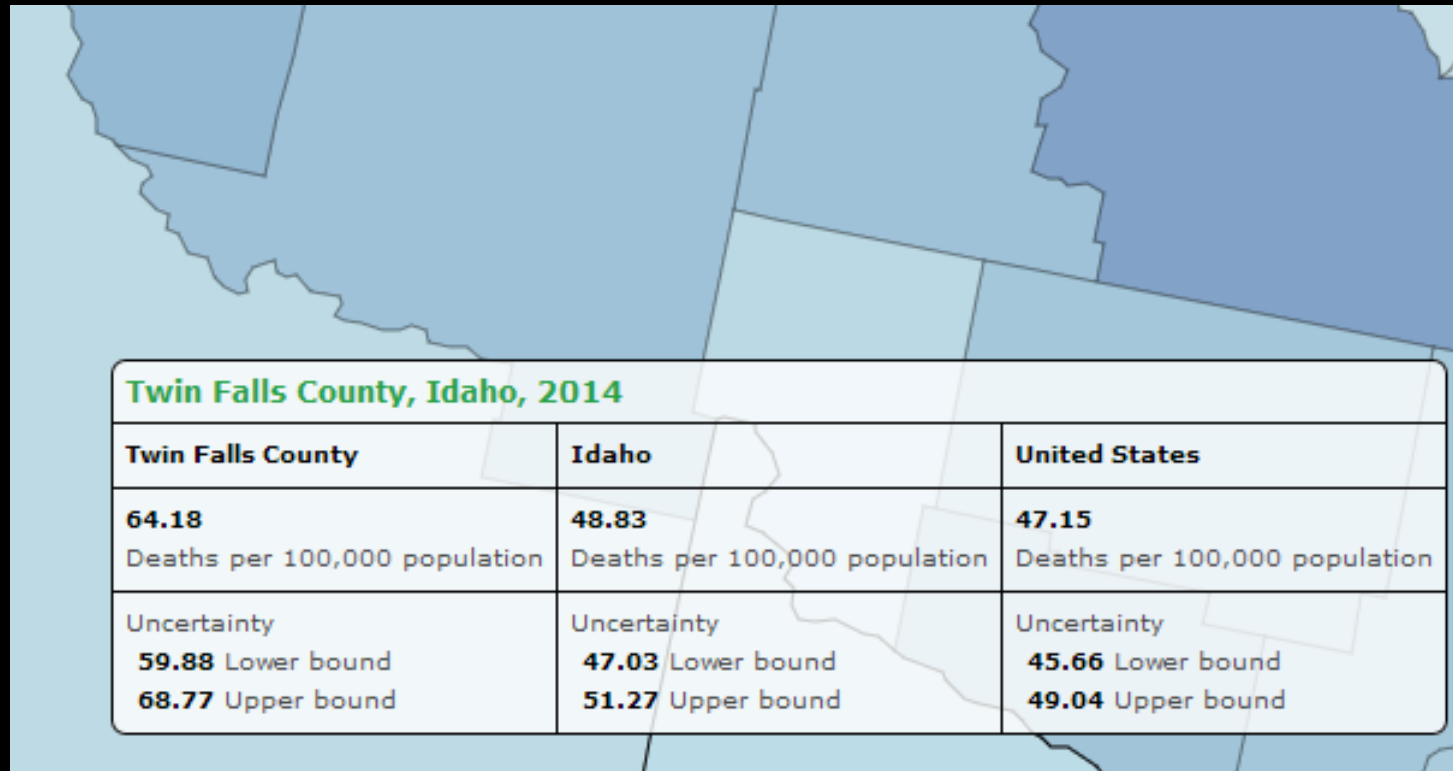 Twin Falls County, Idaho, 2014
Twin Falls County
Idaho
United States
64.18
Deaths per 100,000 population
48.83
Deaths per 100,000 population
47.15
Deaths per 100,000 population
Uncertainty
59.88 Lower bound
68.77 Upper bound
Uncertainty
47.03 Lower bound
51.27 Upper bound
Uncertainty
45.66 Lower bound
49.04 Upper bound